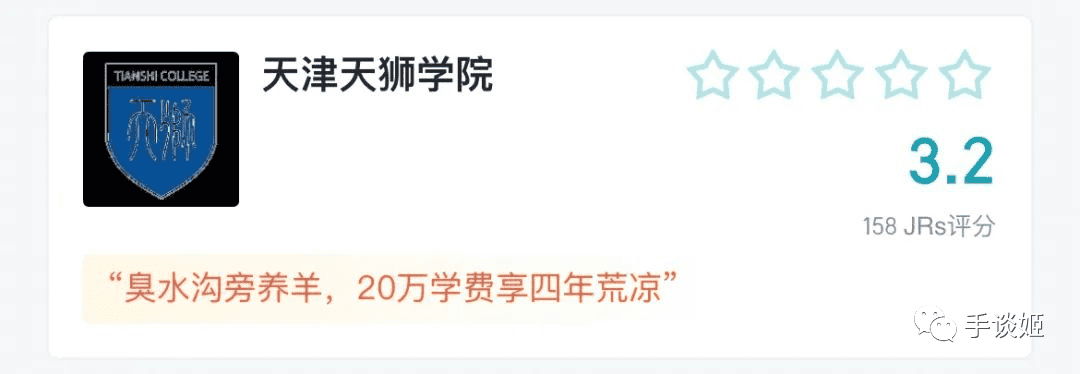 TIANSHI COLLEGE
天狮
天津天狮学院
3.2
158 JRs评分
“臭水沟旁养羊，20万学费享四年荒凉”
手谈姬